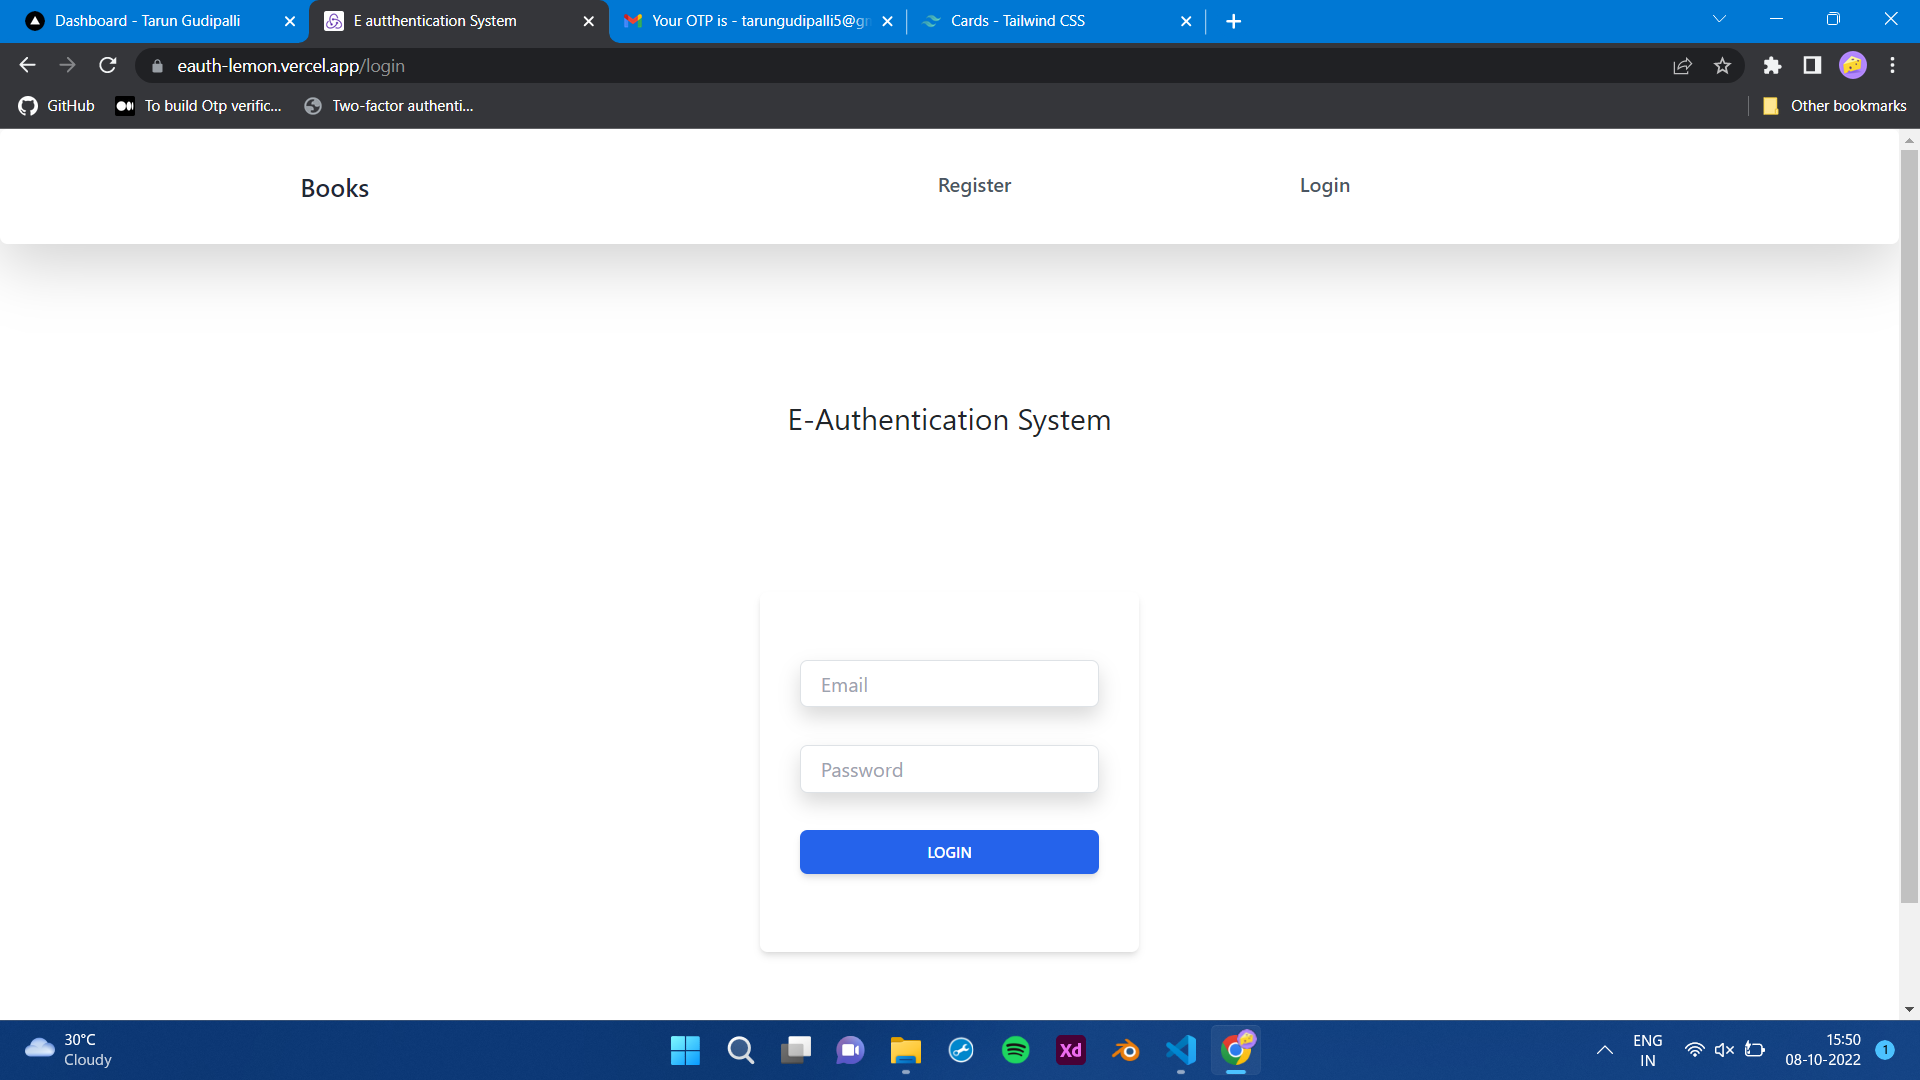 Dashboard - Tarun Gudipalli
E autthentication System
Your OTP is - tarungudipalli5@gn
Cards - Tailwind CSS
eauth-lemon.vercel.app/login
GitHub
To build Otp verific...
Two-factor authenti...
Other bookmarks
Books
Register
Login
E-Authentication System
Email
Password
LOGIN
30°C
Cloudy
Xd
ENG
IN
15:50
08-10-2022
1